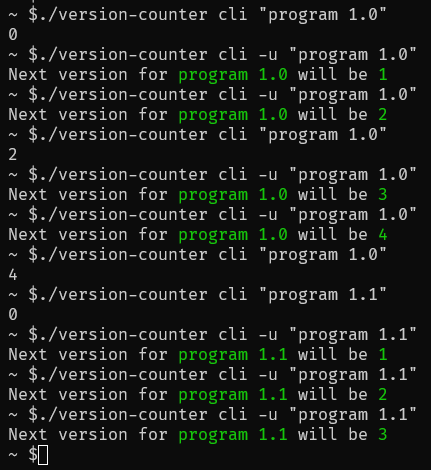 ~ $./version-counter cli "program 1.0"
0
~ $./version-counter cli -u "program 1.0"
Next version for program 1.0 will be 1
~ $./version-counter cli -u "program 1.0"
Next version for program 1.0 will be 2
~ $./version-counter cli "program 1.0"
2
~ $./version-counter cli -u "program 1.0"
Next version for program 1.0 will be 3
~ $./version-counter cli -u "program 1.0"
Next version for program 1.0 will be 4
~ $./version-counter cli "program 1.0"
4
~ $./version-counter cli "program 1.1"
0
~ $./version-counter cli -u "program 1.1"
Next version for program 1.1 will be 1
~ $./version-counter cli -u "program 1.1"
Next version for program 1.1 will be 2
~ $./version-counter cli -u "program 1.1"
Next version for program 1.1 will be 3
~ $